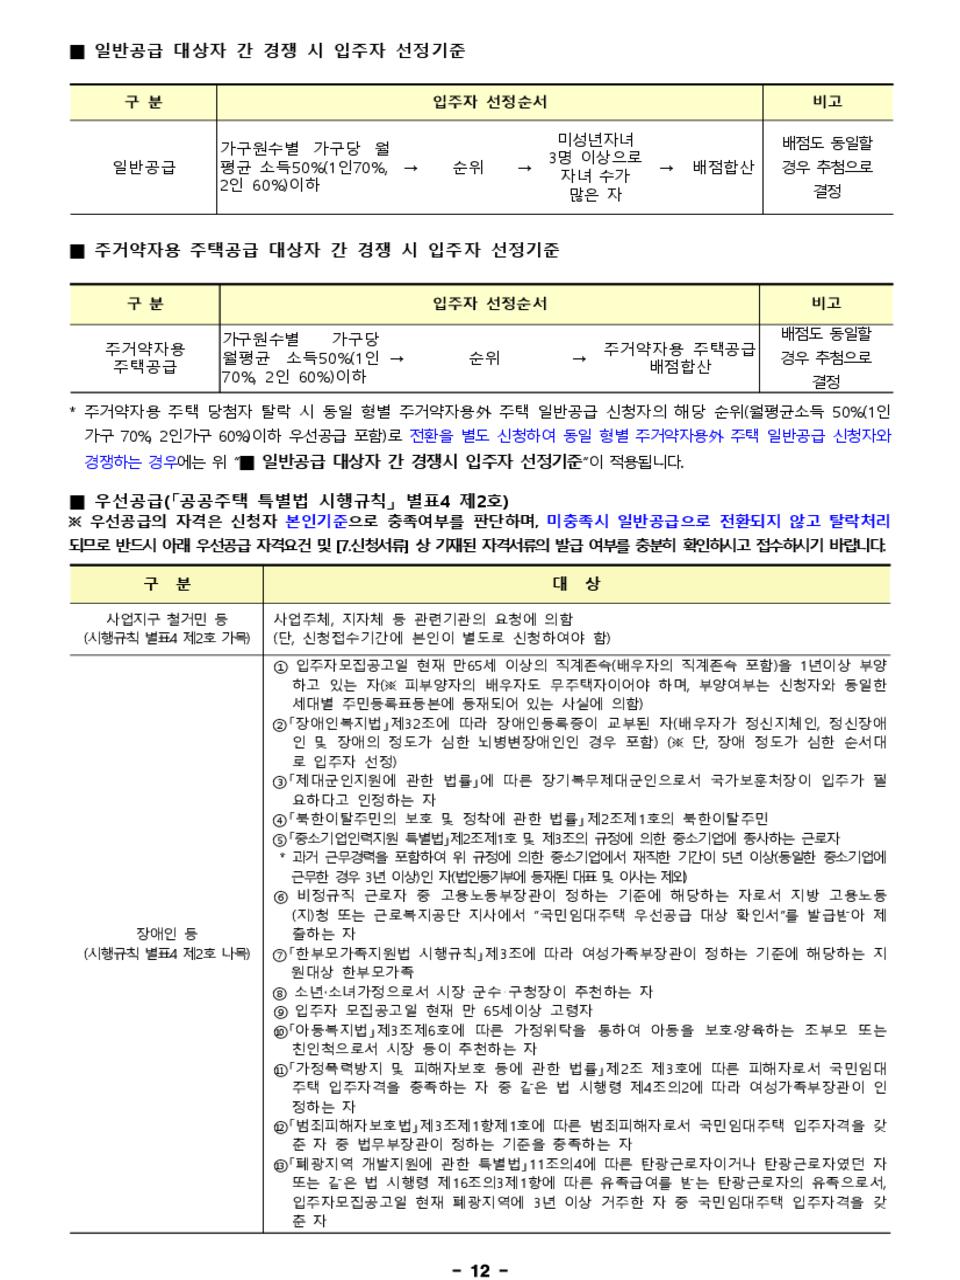 ■ 일반공급 대상자 간 경쟁 시 입주자 선정기준
구 분 입주자 선정순서 비고
일반공급
가구원수별 가구당 월
평균 소득50%(1인70%,
2인 60%)이하
→ 순위 →
미성년자녀
3명 이상으로
자녀 수가
많은 자
→ 배점합산
배점도 동일할
경우 추첨으로
결정
■ 주거약자용 주택공급 대상자 간 경쟁 시 입주자 선정기준
구 분 입주자 선정순서 비고
주거약자용
주택공급
가구원수별 가구당
월평균 소득50%(1인
70%, 2인 60%)이하
→ 순위 →
주거약자용 주택공급
배점합산
배점도 동일할
경우 추첨으로
결정
* 주거약자용 주택 당첨자 탈락 시 동일 형별 주거약자용外 주택 일반공급 신청자의 해당 순위(월평균소득 50%(1인
가구 70%, 2인가구 60%)이하 우선공급 포함)로 전환을 별도 신청하여 동일 형별 주거약자용外 주택 일반공급 신청자와
경쟁하는 경우에는 위 "■ 일반공급 대상자 간 경쟁시 입주자 선정기준"이 적용됩니다.
■ 우선공급(「공공주택 특별법 시행규칙」 별표4 제2호)
※ 우선공급의 자격은 신청자 본인기준으로 충족여부를 판단하며, 미충족시 일반공급으로 전환되지 않고 탈락처리
되므로 반드시 아래 우선공급 자격요건 및 [7.신청서류] 상 기재된 자격서류의 발급 여부를 충분히 확인하시고 접수하시기 바랍니다.
구 분 대 상
사업지구 철거민 등
(시행규칙 별표4 제2호 가목)
사업주체, 지자체 등 관련기관의 요청에 의함
(단, 신청접수기간에 본인이 별도로 신청하여야 함)
장애인 등
(시행규칙 별표4 제2호 나목)
① 입주자모집공고일 현재 만65세 이상의 직계존속(배우자의 직계존속 포함)을 1년이상 부양
하고 있는 자(※ 피부양자의 배우자도 무주택자이어야 하며, 부양여부는 신청자와 동일한
세대별 주민등록표등본에 등재되어 있는 사실에 의함)
②「장애인복지법」제32조에 따라 장애인등록증이 교부된 자(배우자가 정신지체인, 정신장애
인 및 장애의 정도가 심한 뇌병변장애인인 경우 포함) (※ 단, 장애 정도가 심한 순서대
로 입주자 선정)
③「제대군인지원에 관한 법률」에 따른 장기복무제대군인으로서 국가보훈처장이 입주가 필
요하다고 인정하는 자
④「북한이탈주민의 보호 및 정착에 관한 법률」제2조제1호의 북한이탈주민
⑤「중소기업인력지원 특별법」제2조제1호 및 제3조의 규정에 의한 중소기업에 종사하는 근로자
* 과거 근무경력을 포함하여 위 규정에 의한 중소기업에서 재직한 기간이 5년 이상(동일한 중소기업에
근무한 경우 3년 이상)인 자(법인등기부에 등재된 대표 및 이사는 제외)
⑥ 비정규직 근로자 중 고용노동부장관이 정하는 기준에 해당하는 자로서 지방 고용노동
(지)청 또는 근로복지공단 지사에서 "국민임대주택 우선공급 대상 확인서"를 발급받아 제
출하는 자
⑦「한부모가족지원법 시행규칙」제3조에 따라 여성가족부장관이 정하는 기준에 해당하는 지
원대상 한부모가족
⑧ 소년·소녀가정으로서 시장·군수·구청장이 추천하는 자
⑨ 입주자 모집공고일 현재 만 65세이상 고령자
⑩「아동복지법」제3조제6호에 따른 가정위탁을 통하여 아동을 보호·양육하는 조부모 또는
친인척으로서 시장 등이 추천하는 자
⑪「가정폭력방지 및 피해자보호 등에 관한 법률」제2조 제3호에 따른 피해자로서 국민임대
주택 입주자격을 충족하는 자 중 같은 법 시행령 제4조의2에 따라 여성가족부장관이 인
정하는 자
⑫「범죄피해자보호법」제3조제1항제1호에 따른 범죄피해자로서 국민임대주택 입주자격을 갖
춘 자 중 법무부장관이 정하는 기준을 충족하는 자
⑬「폐광지역 개발지원에 관한 특별법」11조의4에 따른 탄광근로자이거나 탄광근로자였던 자
또는 같은 법 시행령 제16조의3제1항에 따른 유족급여를 받는 탄광근로자의 유족으로서,
입주자모집공고일 현재 폐광지역에 3년 이상 거주한 자 중 국민임대주택 입주자격을 갖
춘 자
- 12 -